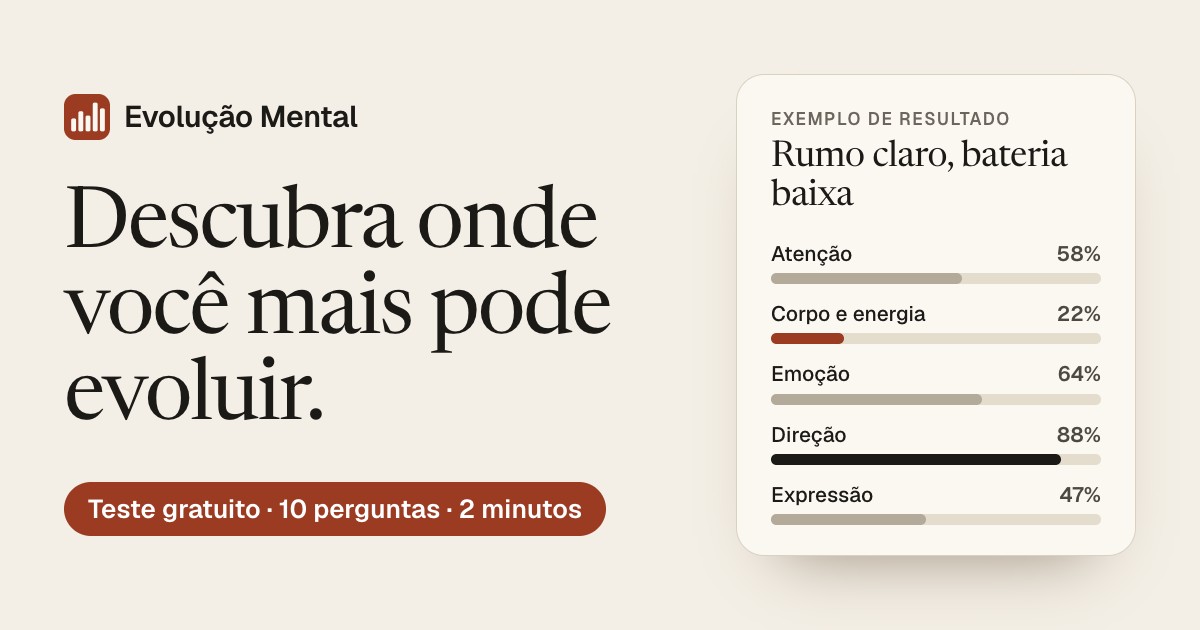 Evolução Mental
Descubra onde
você mais pode
evoluir.
Teste gratuito · 10 perguntas · 2 minutos
EXEMPLO DE RESULTADO
Rumo claro, bateria
baixa
Atenção 58%
Corpo e energia 22%
Emoção 64%
Direção 88%
Expressão 47%